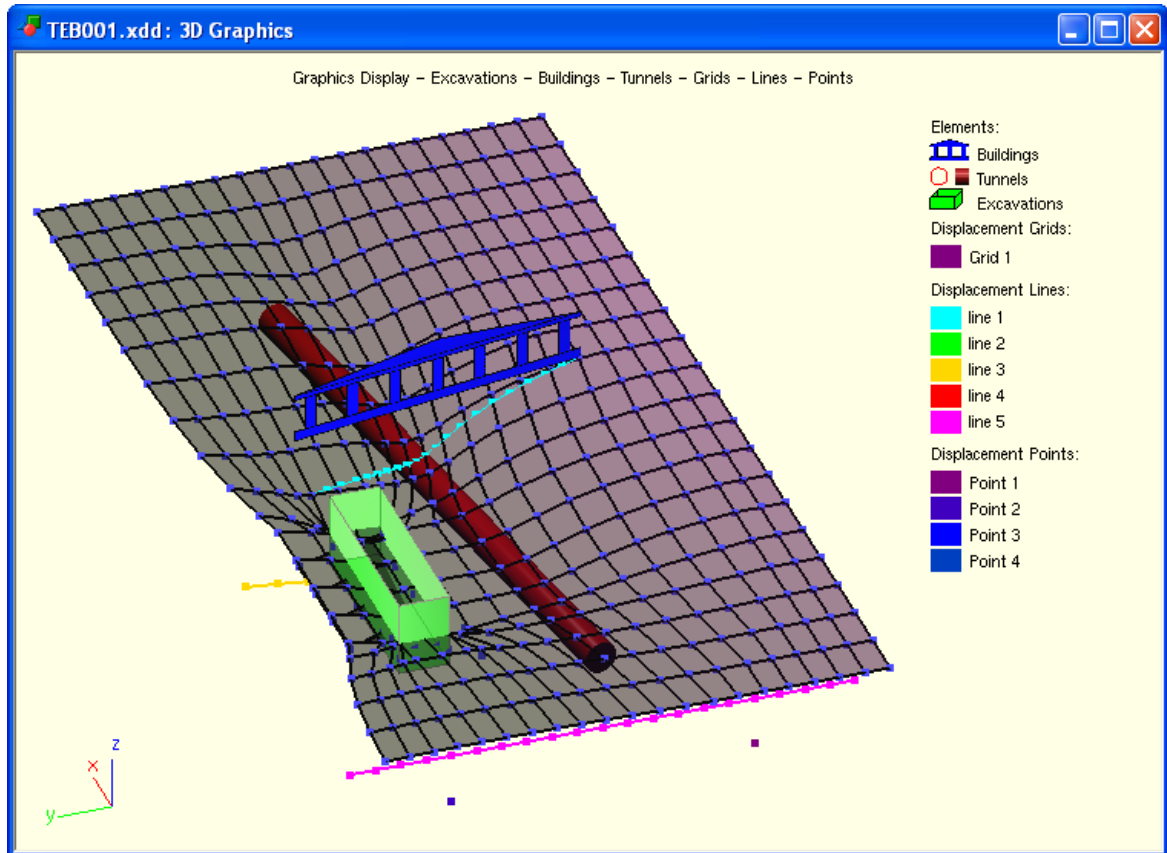 TEB001.xdd : 3D Graphics
Graphics Display - Excavations - Buildings - Tunnels - Grids - Lines - Points
Elements:
Buildings
Tunnels
Excavations
Displacement Grids:
Grid 1
Displacement Lines:
line 1
line 2
line 3
line 4
line 5
Displacement Points:
Point 1
Point 2
Point 3
Point 4
z
x
y